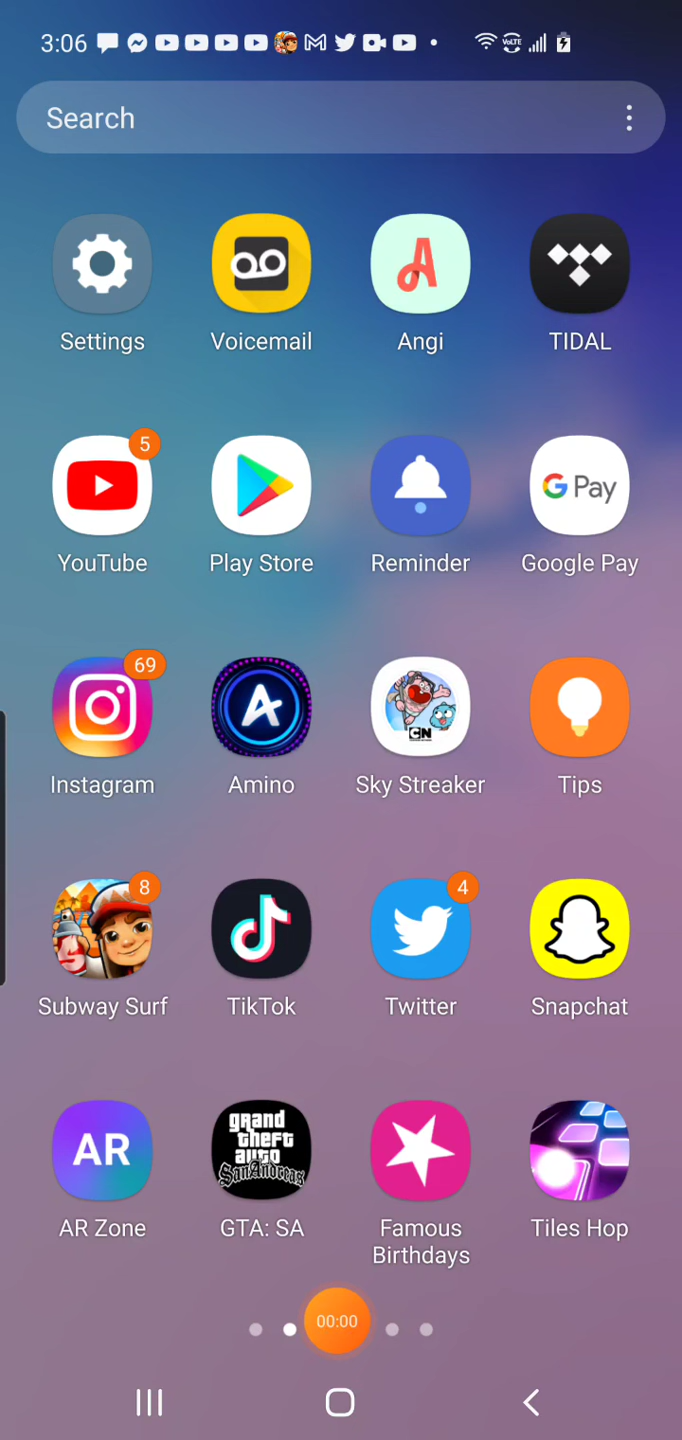 3:06
VoLTE
Search
Settings
Voicemail
Angi
TIDAL
5
YouTube
Play Store
Reminder
G Pay
Google Pay
69
Instagram
A
Amino
CN
Sky Streaker
Tips
8
Subway Surf
TikTok
4
Twitter
Snapchat
AR
AR Zone
grand
theft
auto
San Andreas
GTA: SA
Famous
Birthdays
Tiles Hop
00:00